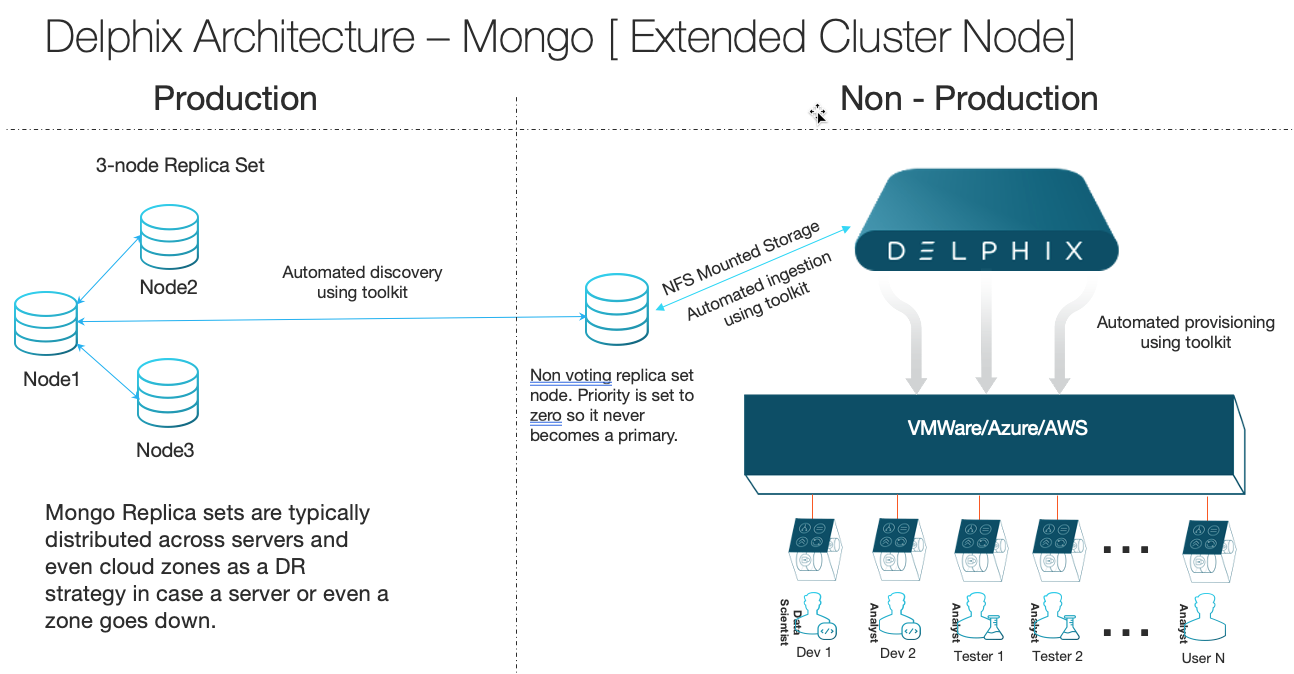 Delphix Architecture – Mongo [ Extended Cluster Node]
Production
Non - Production
3-node Replica Set
Node2
Node1
Node3
Automated discovery
using toolkit
Mongo Replica sets are typically
distributed across servers and
even cloud zones as a DR
strategy in case a server or even a
zone goes down.
Non voting replica set
node. Priority is set to
zero so it never
becomes a primary.
NFS Mounted Storage
Automated ingestion
using toolkit
DELPHIX
Automated provisioning
using toolkit
VMWare/Azure/AWS
Data
Scientist
Dev 1
Analyst
Dev 2
Analyst
Tester 1
Analyst
Tester 2
Analyst
User N